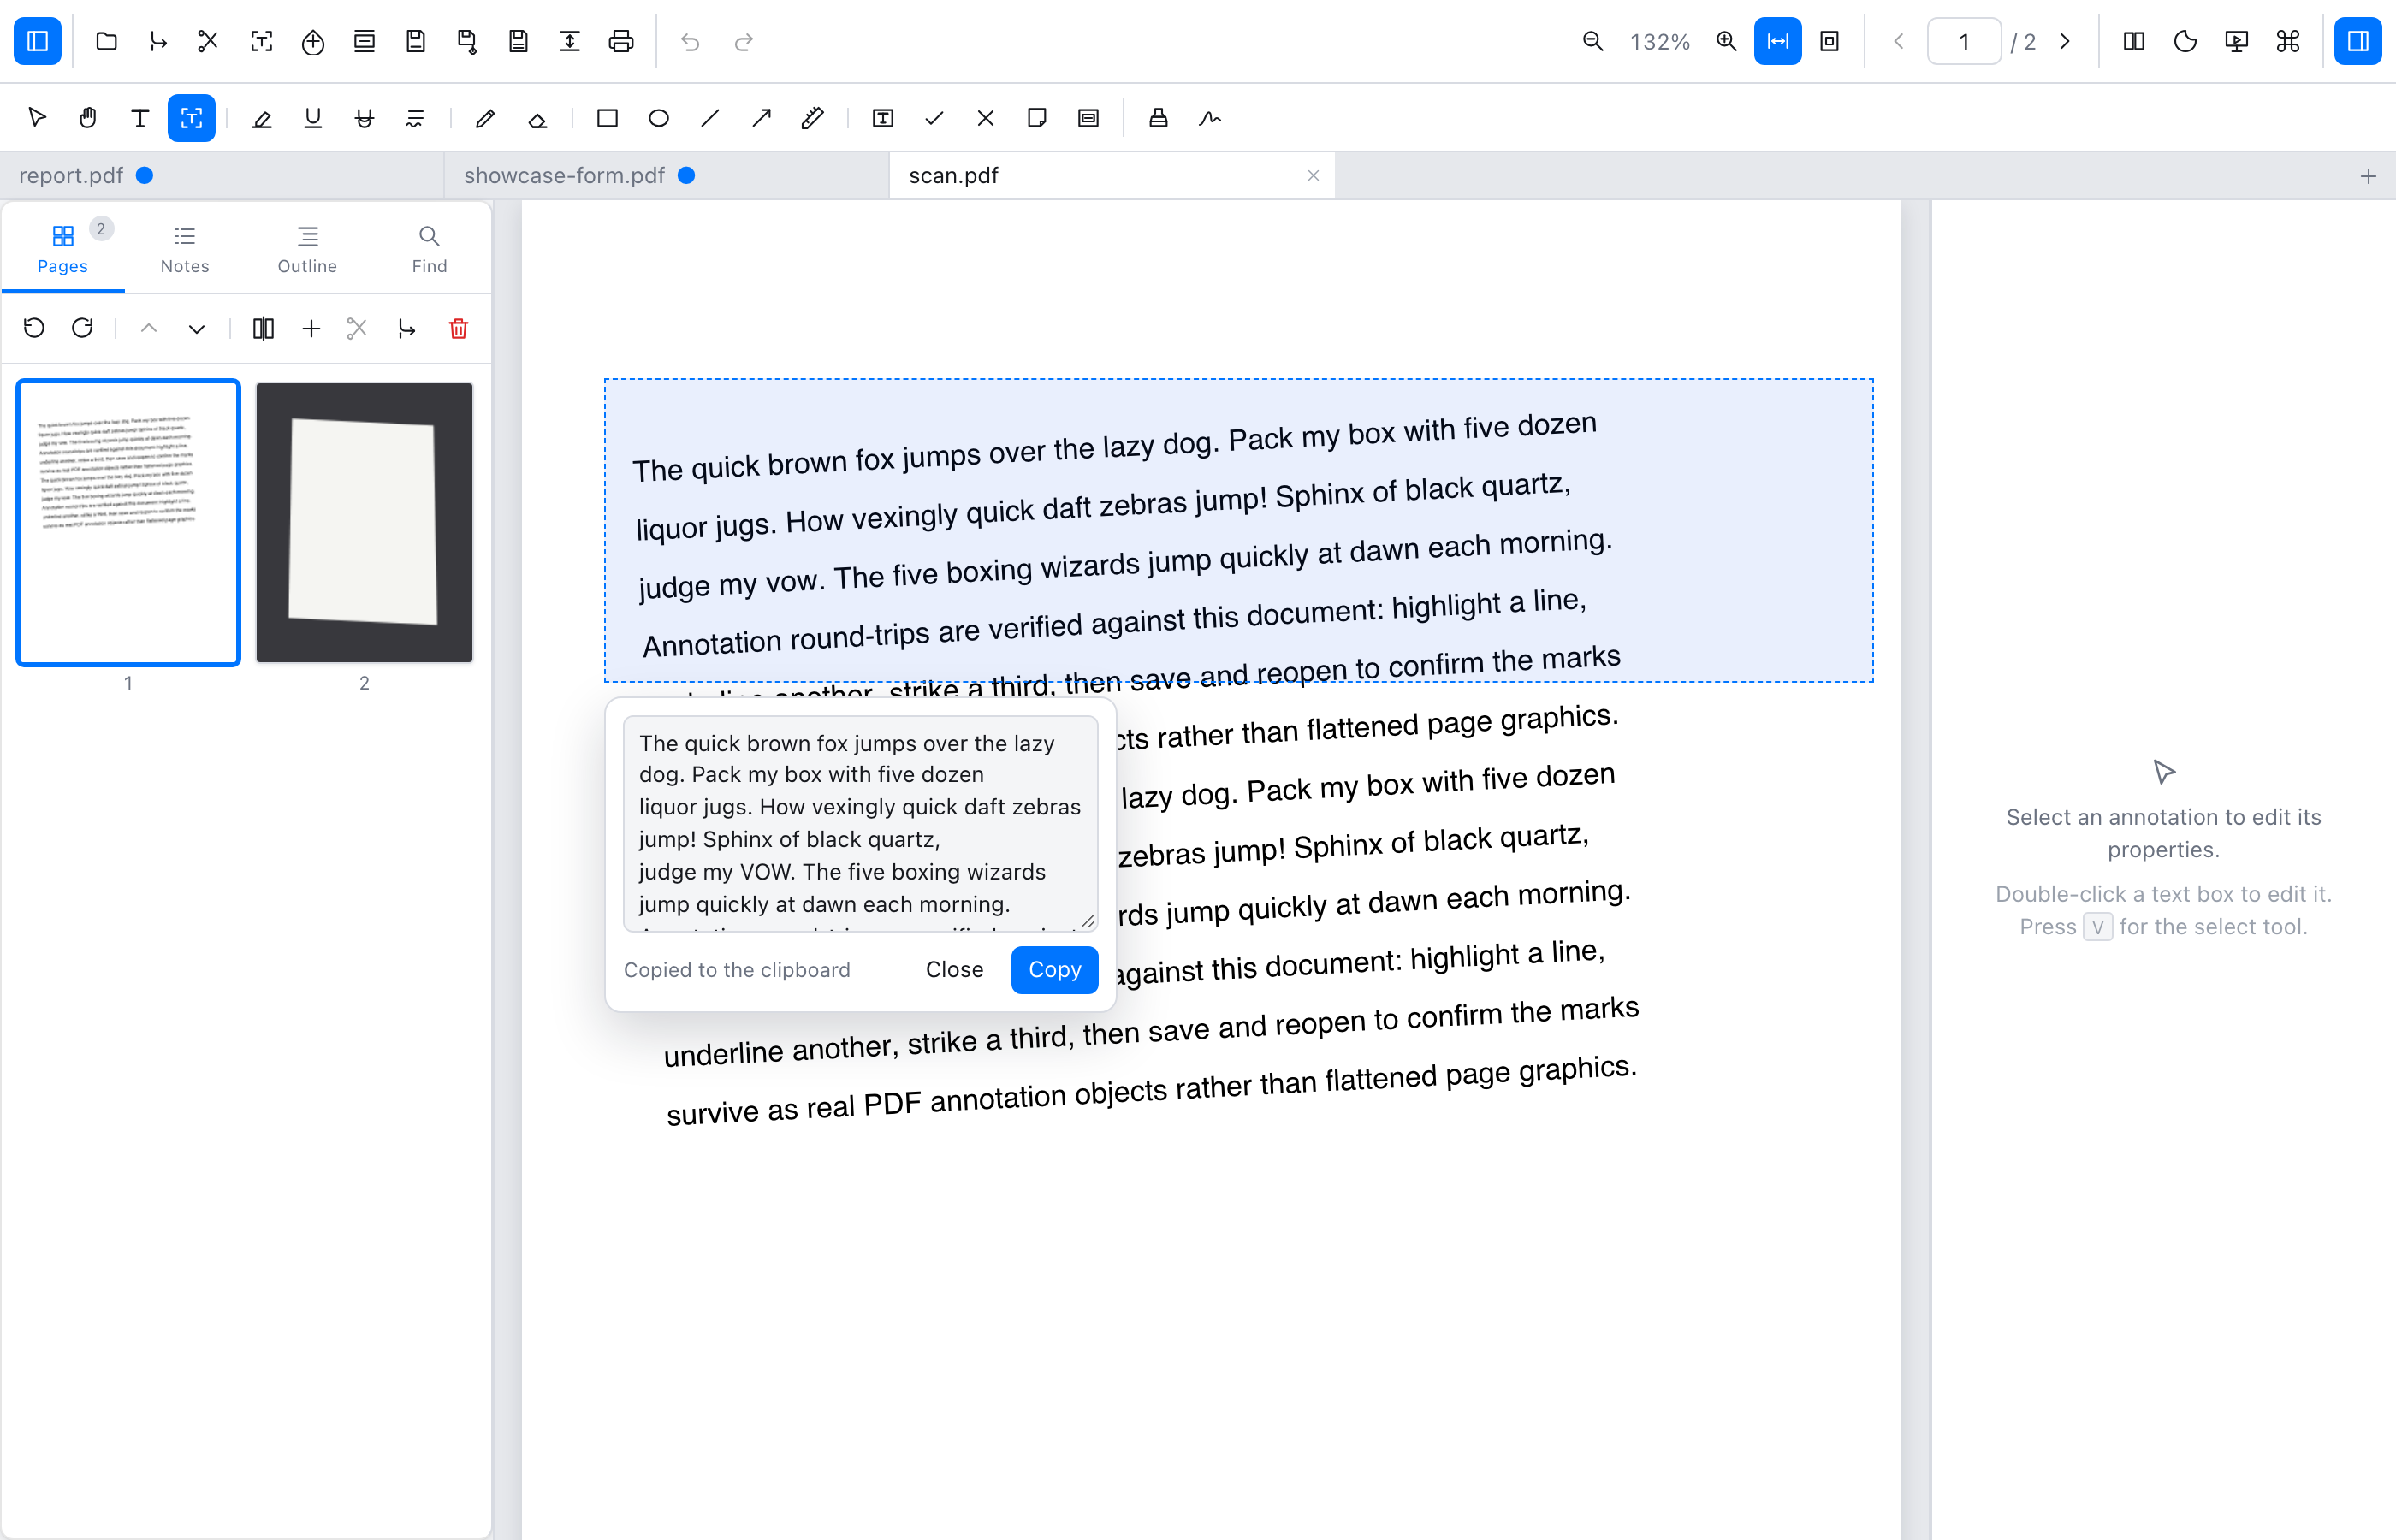 132%
1 / 2
report.pdf
showcase-form.pdf
scan.pdf
Pages 2
Notes
Outline
Find
1
2
The quick brown fox jumps over the lazy dog. Pack my box with five dozen
liquor jugs. How vexingly quick daft zebras jump! Sphinx of black quartz,
judge my vow. The five boxing wizards jump quickly at dawn each morning.
Annotation round-trips are verified against this document: highlight a line,
another, strike a third, then save and reopen to confirm the marks
rather than flattened page graphics.
lazy dog. Pack my box with five dozen
zebras jump! Sphinx of black quartz,
jump quickly at dawn each morning.
against this document: highlight a line,
underline another, strike a third, then save and reopen to confirm the marks
survive as real PDF annotation objects rather than flattened page graphics.
The quick brown fox jumps over the lazy
dog. Pack my box with five dozen
liquor jugs. How vexingly quick daft zebras
jump! Sphinx of black quartz,
judge my VOW. The five boxing wizards
jump quickly at dawn each morning.
Copied to the clipboard
Close
Copy
Select an annotation to edit its
properties.
Double-click a text box to edit it.
Press V for the select tool.